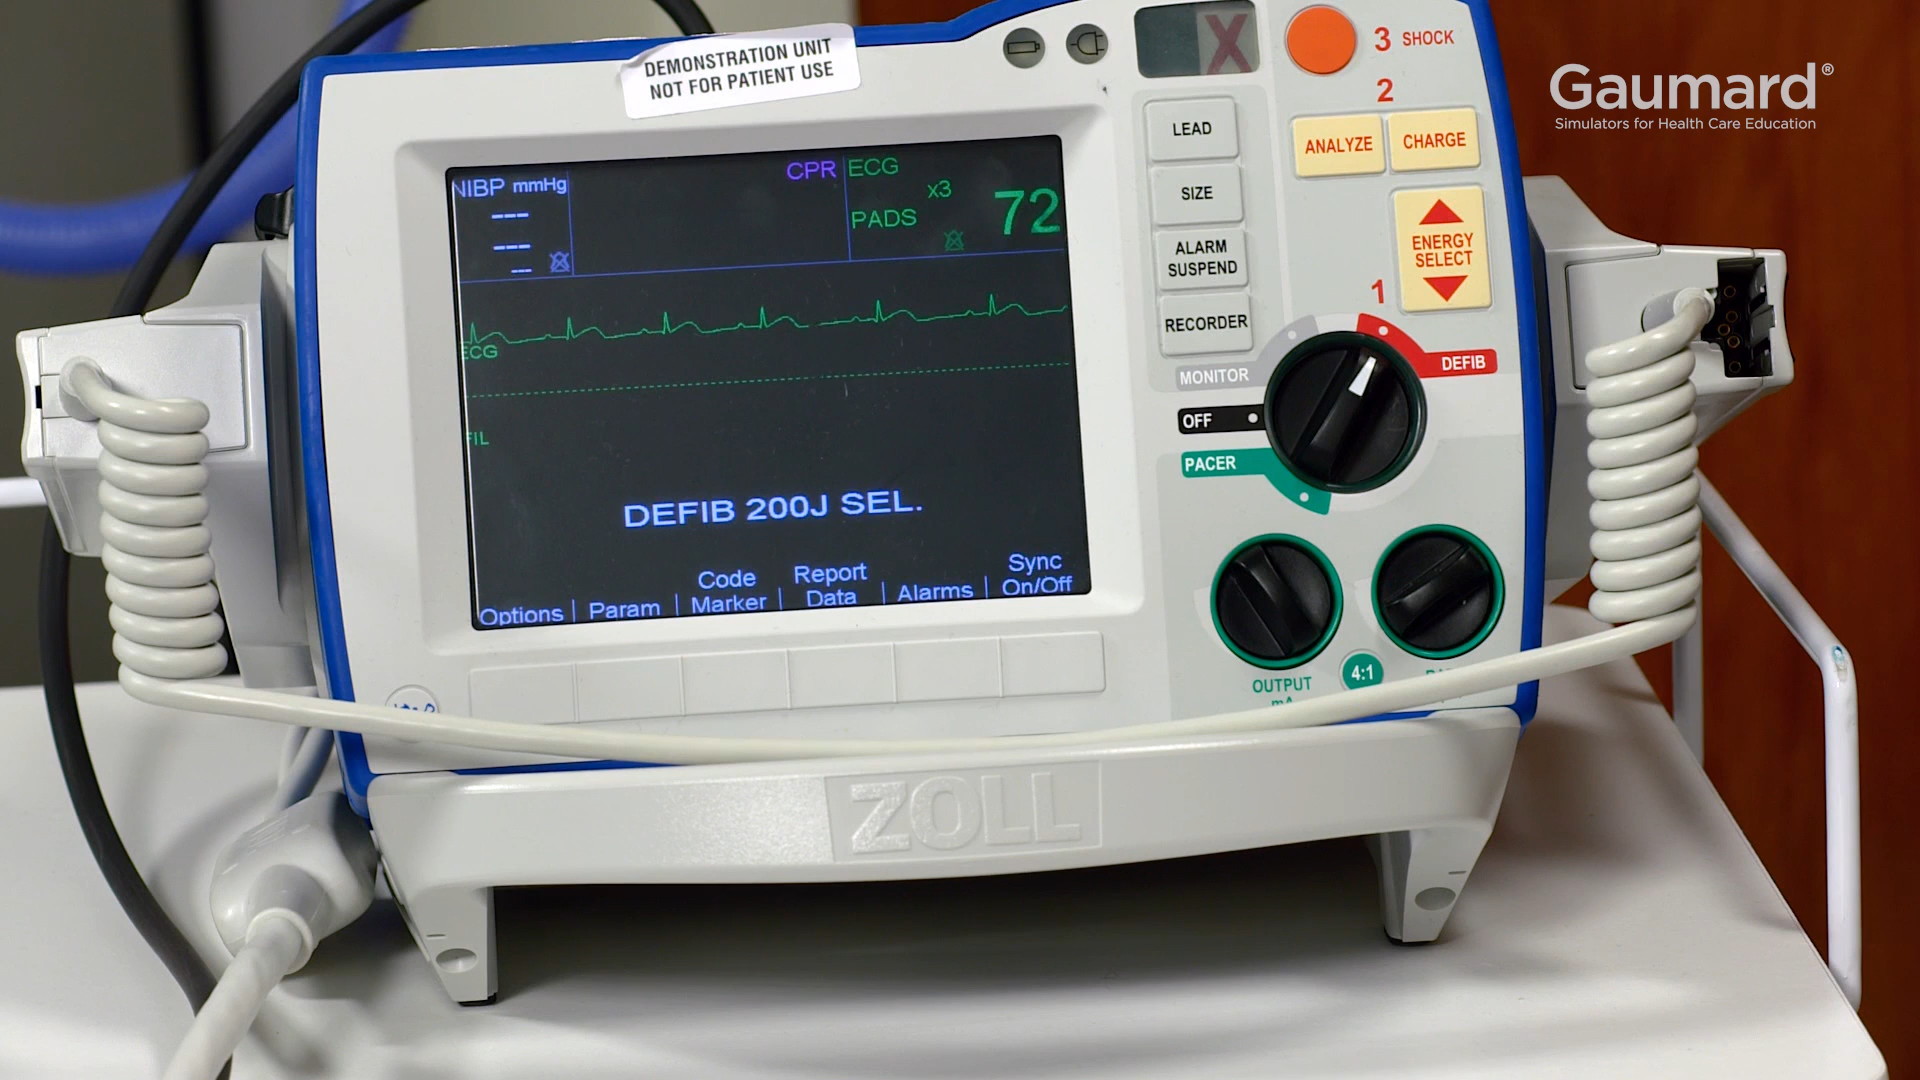 DEMONSTRATION UNIT
NOT FOR PATIENT USE
X
3 SHOCK
2
ANALYZE
CHARGE
Gaumard®
Simulators for Health Care Education
LEAD
SIZE
ALARM
SUSPEND
RECORDER
ENERGY
SELECT
1
DEFIB
MONITOR
OFF
PACER
NIBP mmHg
CPR
ECG
x3
PADS
72
---
---
---
ECG
FIL
DEFIB 200J SEL.
Options
Param
Code
Marker
Report
Data
Alarms
Sync
On/Off
OUTPUT
mA
4:1
ZOLL